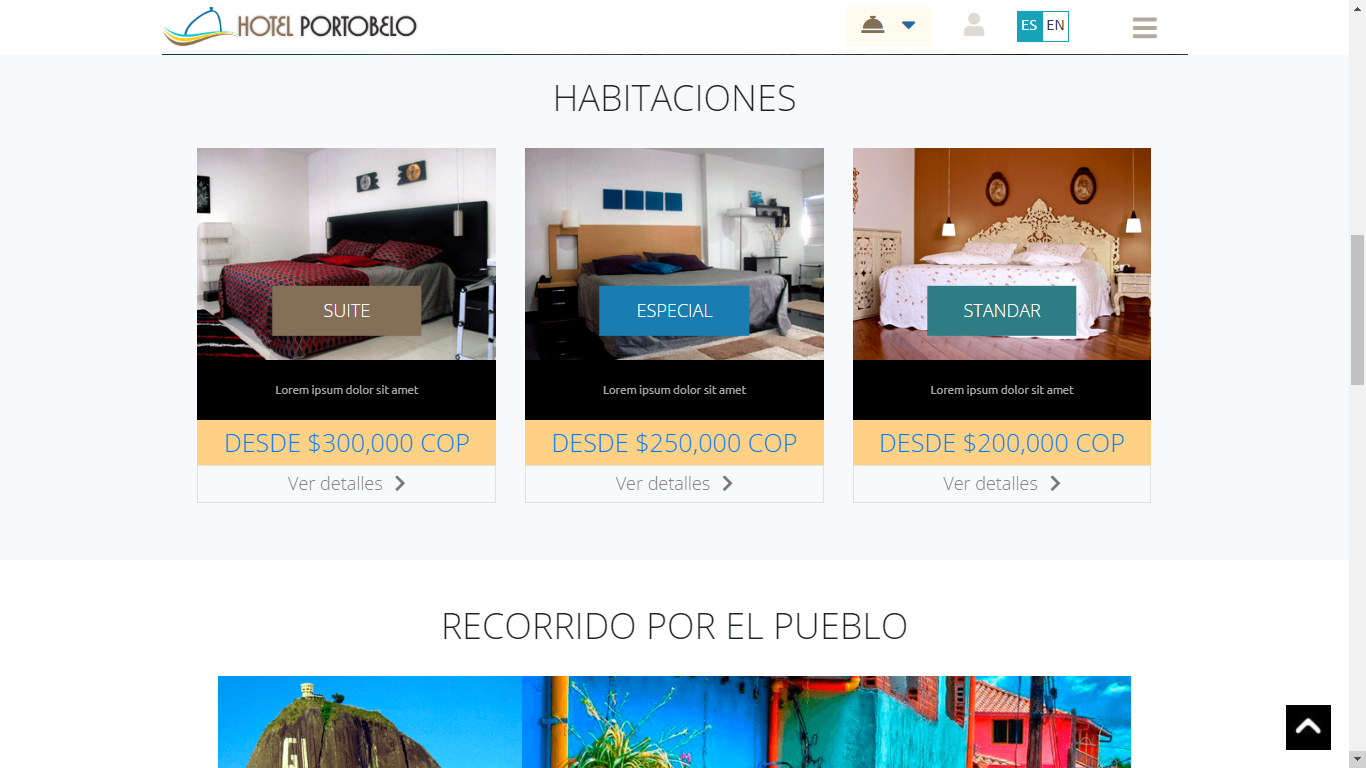 HOTEL PORTOBELO
ES EN
HABITACIONES
SUITE
ESPECIAL
STANDAR
Lorem ipsum dolor sit amet
Lorem ipsum dolor sit amet
Lorem ipsum dolor sit amet
DESDE $300,000 COP
DESDE $250,000 COP
DESDE $200,000 COP
Ver detalles
Ver detalles
Ver detalles
RECORRIDO POR EL PUEBLO